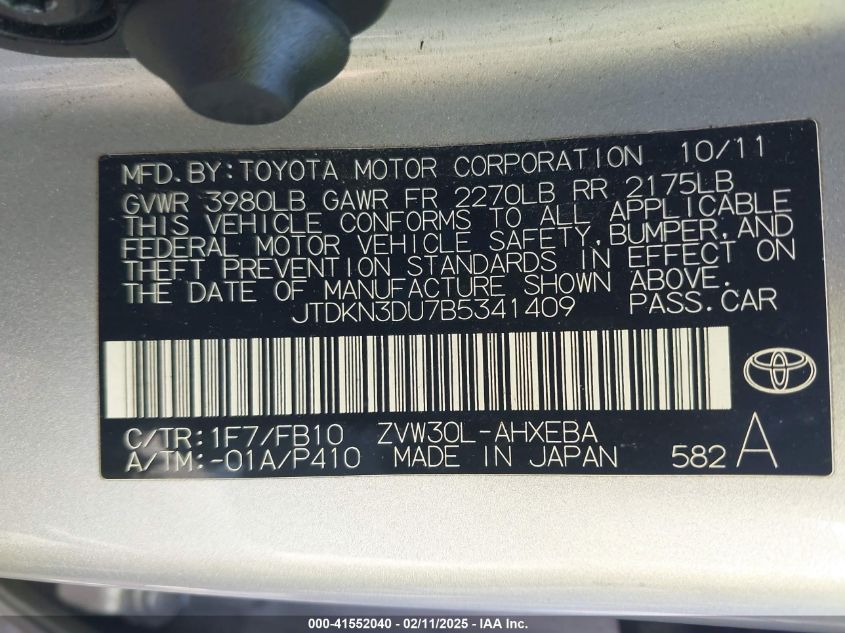 MFD. BY: TOYOTA MOTOR CORPORATION 10/11
GVWR 3980LB GAWR FR 2270LB RR 2175LB
THIS VEHICLE CONFORMS TO ALL APPLICABLE
FEDERAL MOTOR VEHICLE SAFETY, BUMPER, AND
THEFT PREVENTION STANDARDS IN EFFECT ON
THE DATE OF MANUFACTURE SHOWN ABOVE.
JTDKN3DU7B5341409 PASS. CAR
C/TR: 1F7/FB10 ZVW30L-AHXEBA
A/TM: -01A/P410 MADE IN JAPAN 582 A
000-41552040 - 02/11/2025 - IAA Inc.